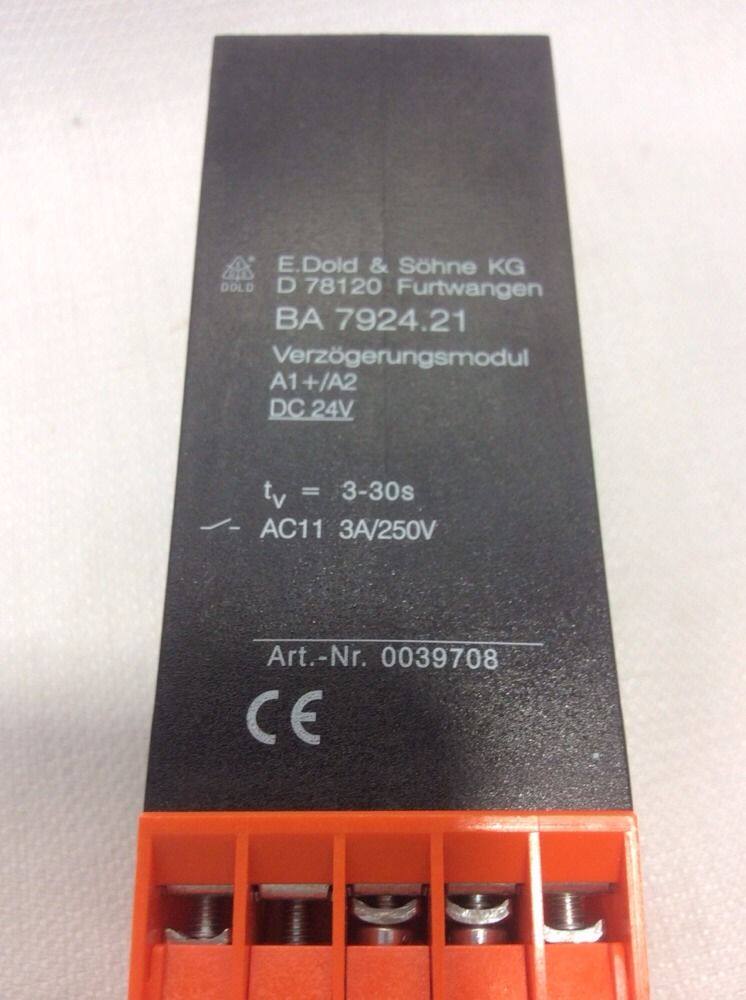 E.Dold & Söhne KG
DOLD
D 78120 Furtwangen
BA 7924.21
Verzögerungsmodul
A1+/A2
DC 24V
tv = 3-30s
AC11 3A/250V
Art.-Nr. 0039708
CE